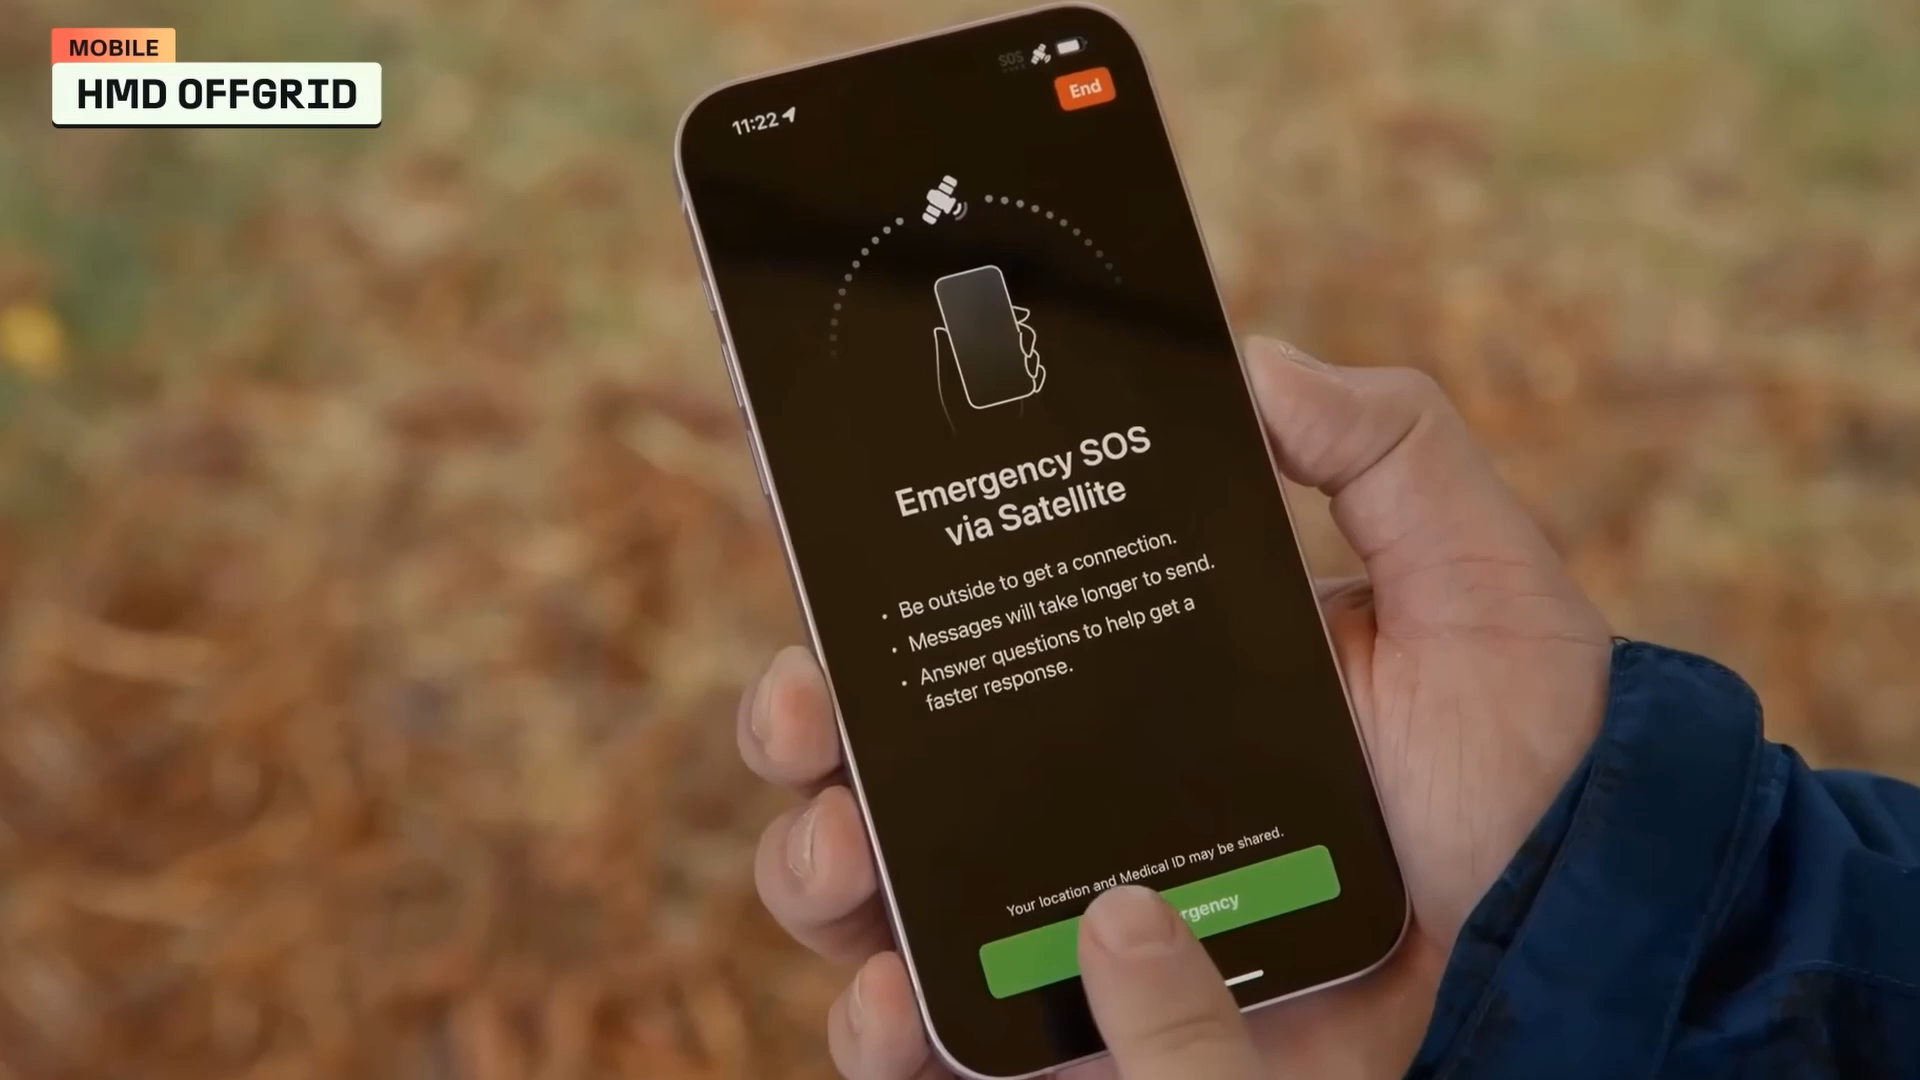 MOBILE
HMD OFFGRID
SOS
11:22
End
Emergency SOS
via Satellite
• Be outside to get a connection.
• Messages will take longer to send.
• Answer questions to help get a
faster response.
Your location and Medical ID may be shared.